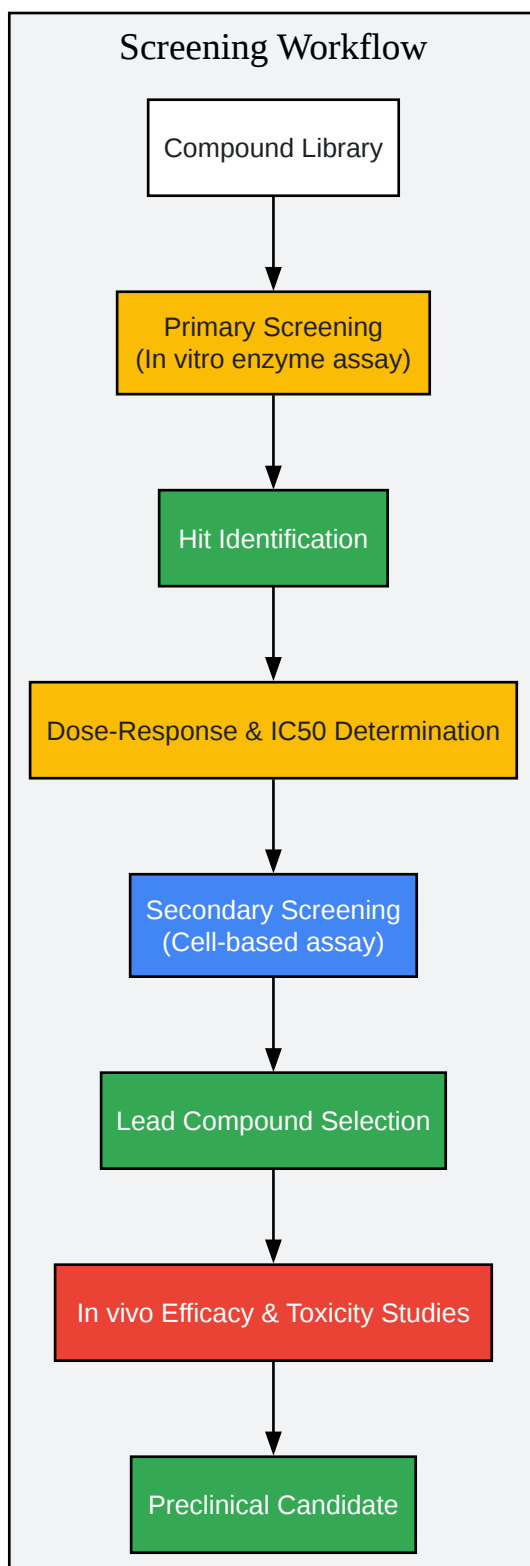 Screening Workflow
Compound Library
Primary Screening
(In vitro enzyme assay)
Hit Identification
Dose-Response & IC50 Determination
Secondary Screening
(Cell-based assay)
Lead Compound Selection
In vivo Efficacy & Toxicity Studies
Preclinical Candidate